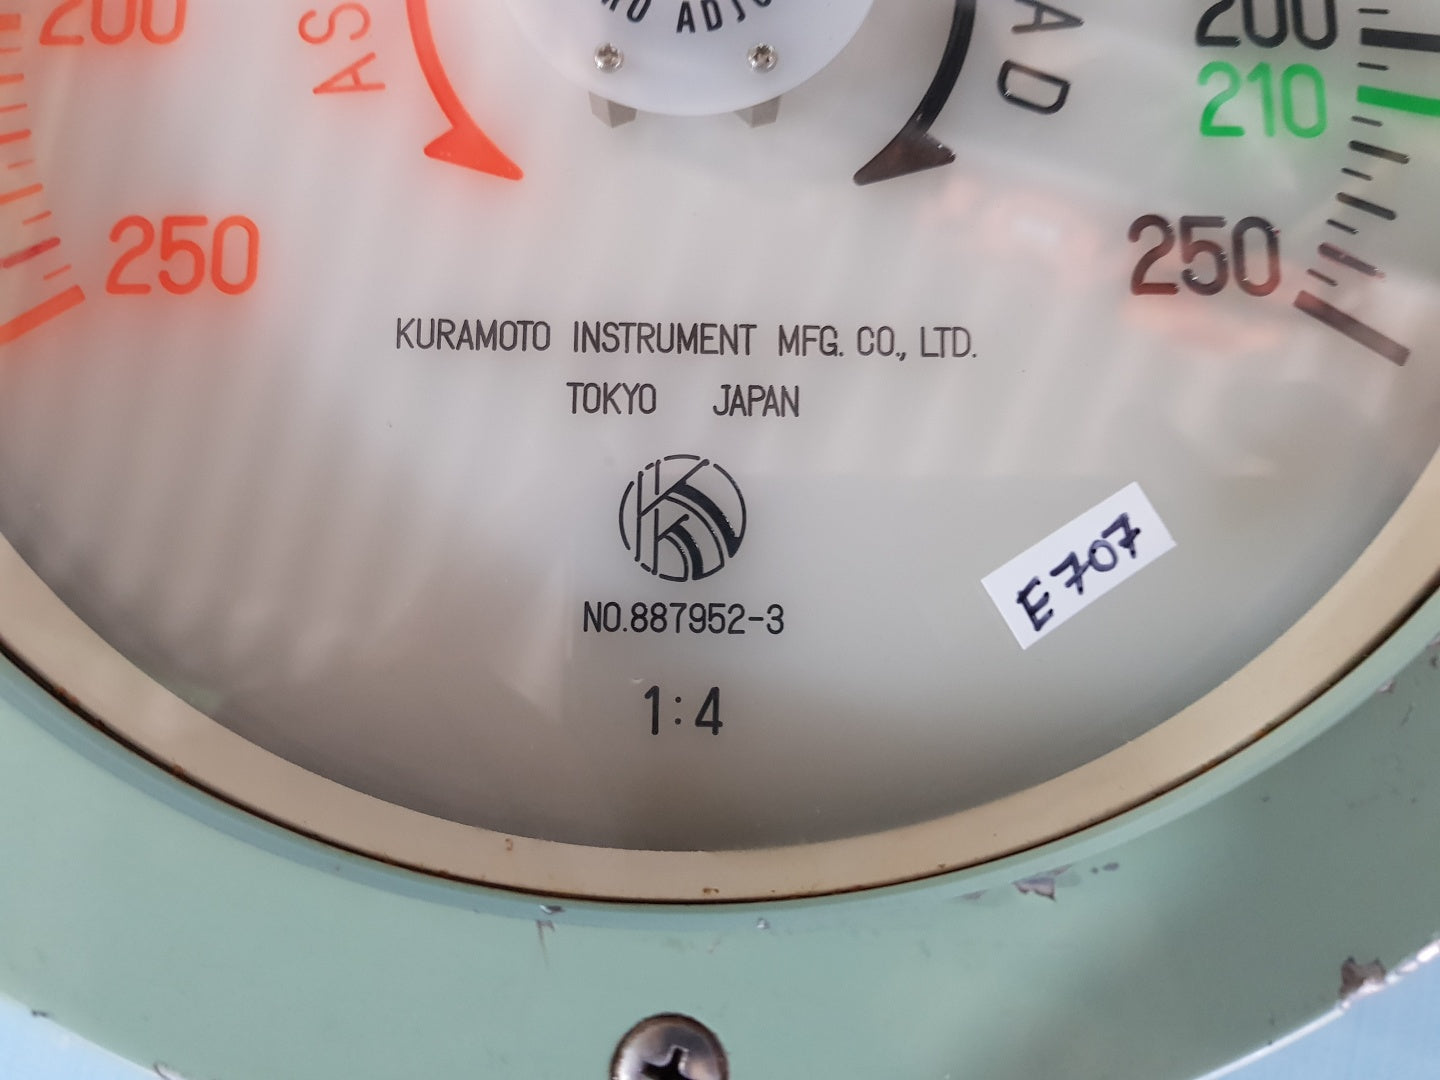 200
AS
AD
200
210
250
250
KURAMOTO INSTRUMENT MFG. CO., LTD.
TOKYO JAPAN
NO.887952-3
E707
1:4